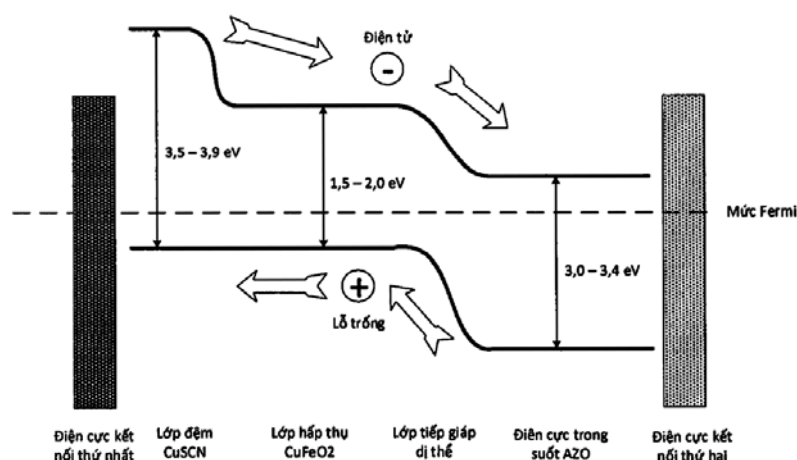 Điện tử
-
3,5 – 3,9 eV
1,5 – 2,0 eV
Mức Fermi
3,0 – 3,4 eV
+
Lỗ trống
Điện cực kết
nối thứ nhất
Lớp đệm
CuSCN
Lớp hấp thụ
CuFeO2
Lớp tiếp giáp
dị thể
Điên cực trong
suốt AZO
Điện cực kết
nối thứ hai